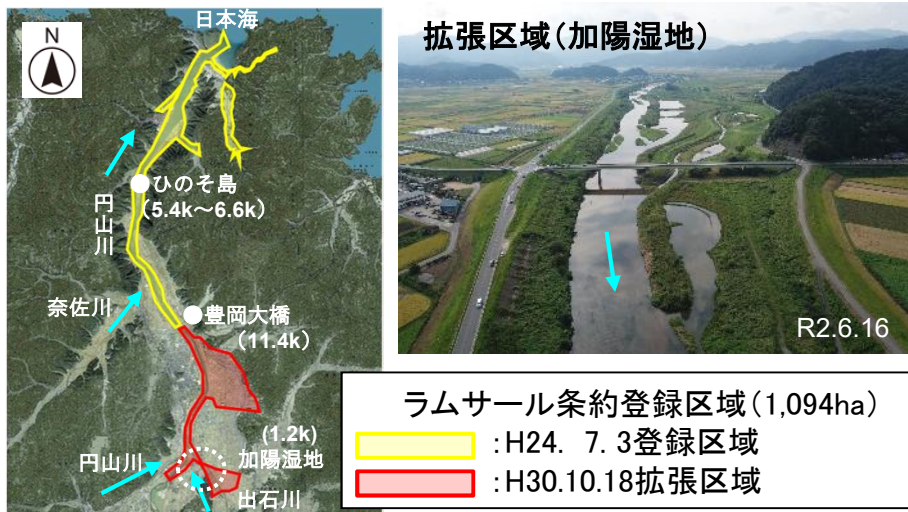 日本海
N
ひのそ島
(5.4k~6.6k)
円山川
奈佐川
豊岡大橋
(11.4k)
(1.2k)
加陽湿地
円山川
出石川
拡張区域(加陽湿地)
R2.6.16
ラムサール条約登録区域(1,094ha)
:H24. 7.3登録区域
:H30.10.18拡張区域